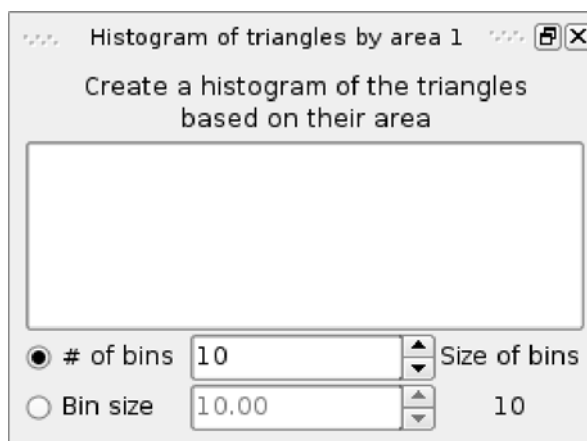 Histogram of triangles by area 1
Create a histogram of the triangles
based on their area
# of bins 10 Size of bins
Bin size 10.00 10